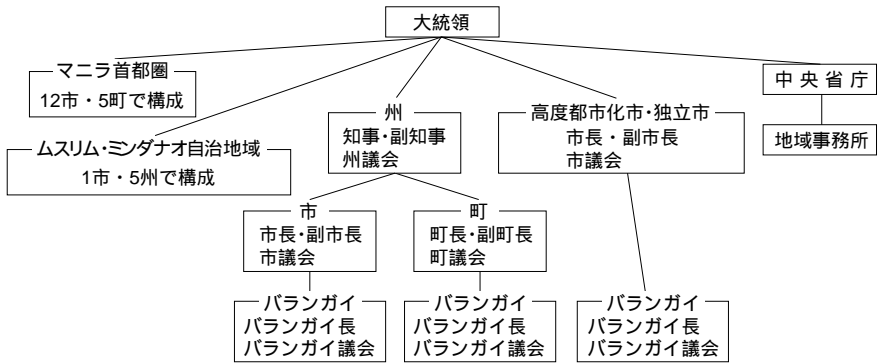 大統領
マニラ首都圏
12市・5町で構成
ムスリム・ミンダナオ自治地域
1市・5州で構成
州
知事・副知事
州議会
高度都市化市・独立市
市長・副市長
市議会
中央省庁
地域事務所
市
市長・副市長
市議会
町
町長・副町長
町議会
バランガイ
バランガイ長
バランガイ議会
バランガイ
バランガイ長
バランガイ議会
バランガイ
バランガイ長
バランガイ議会